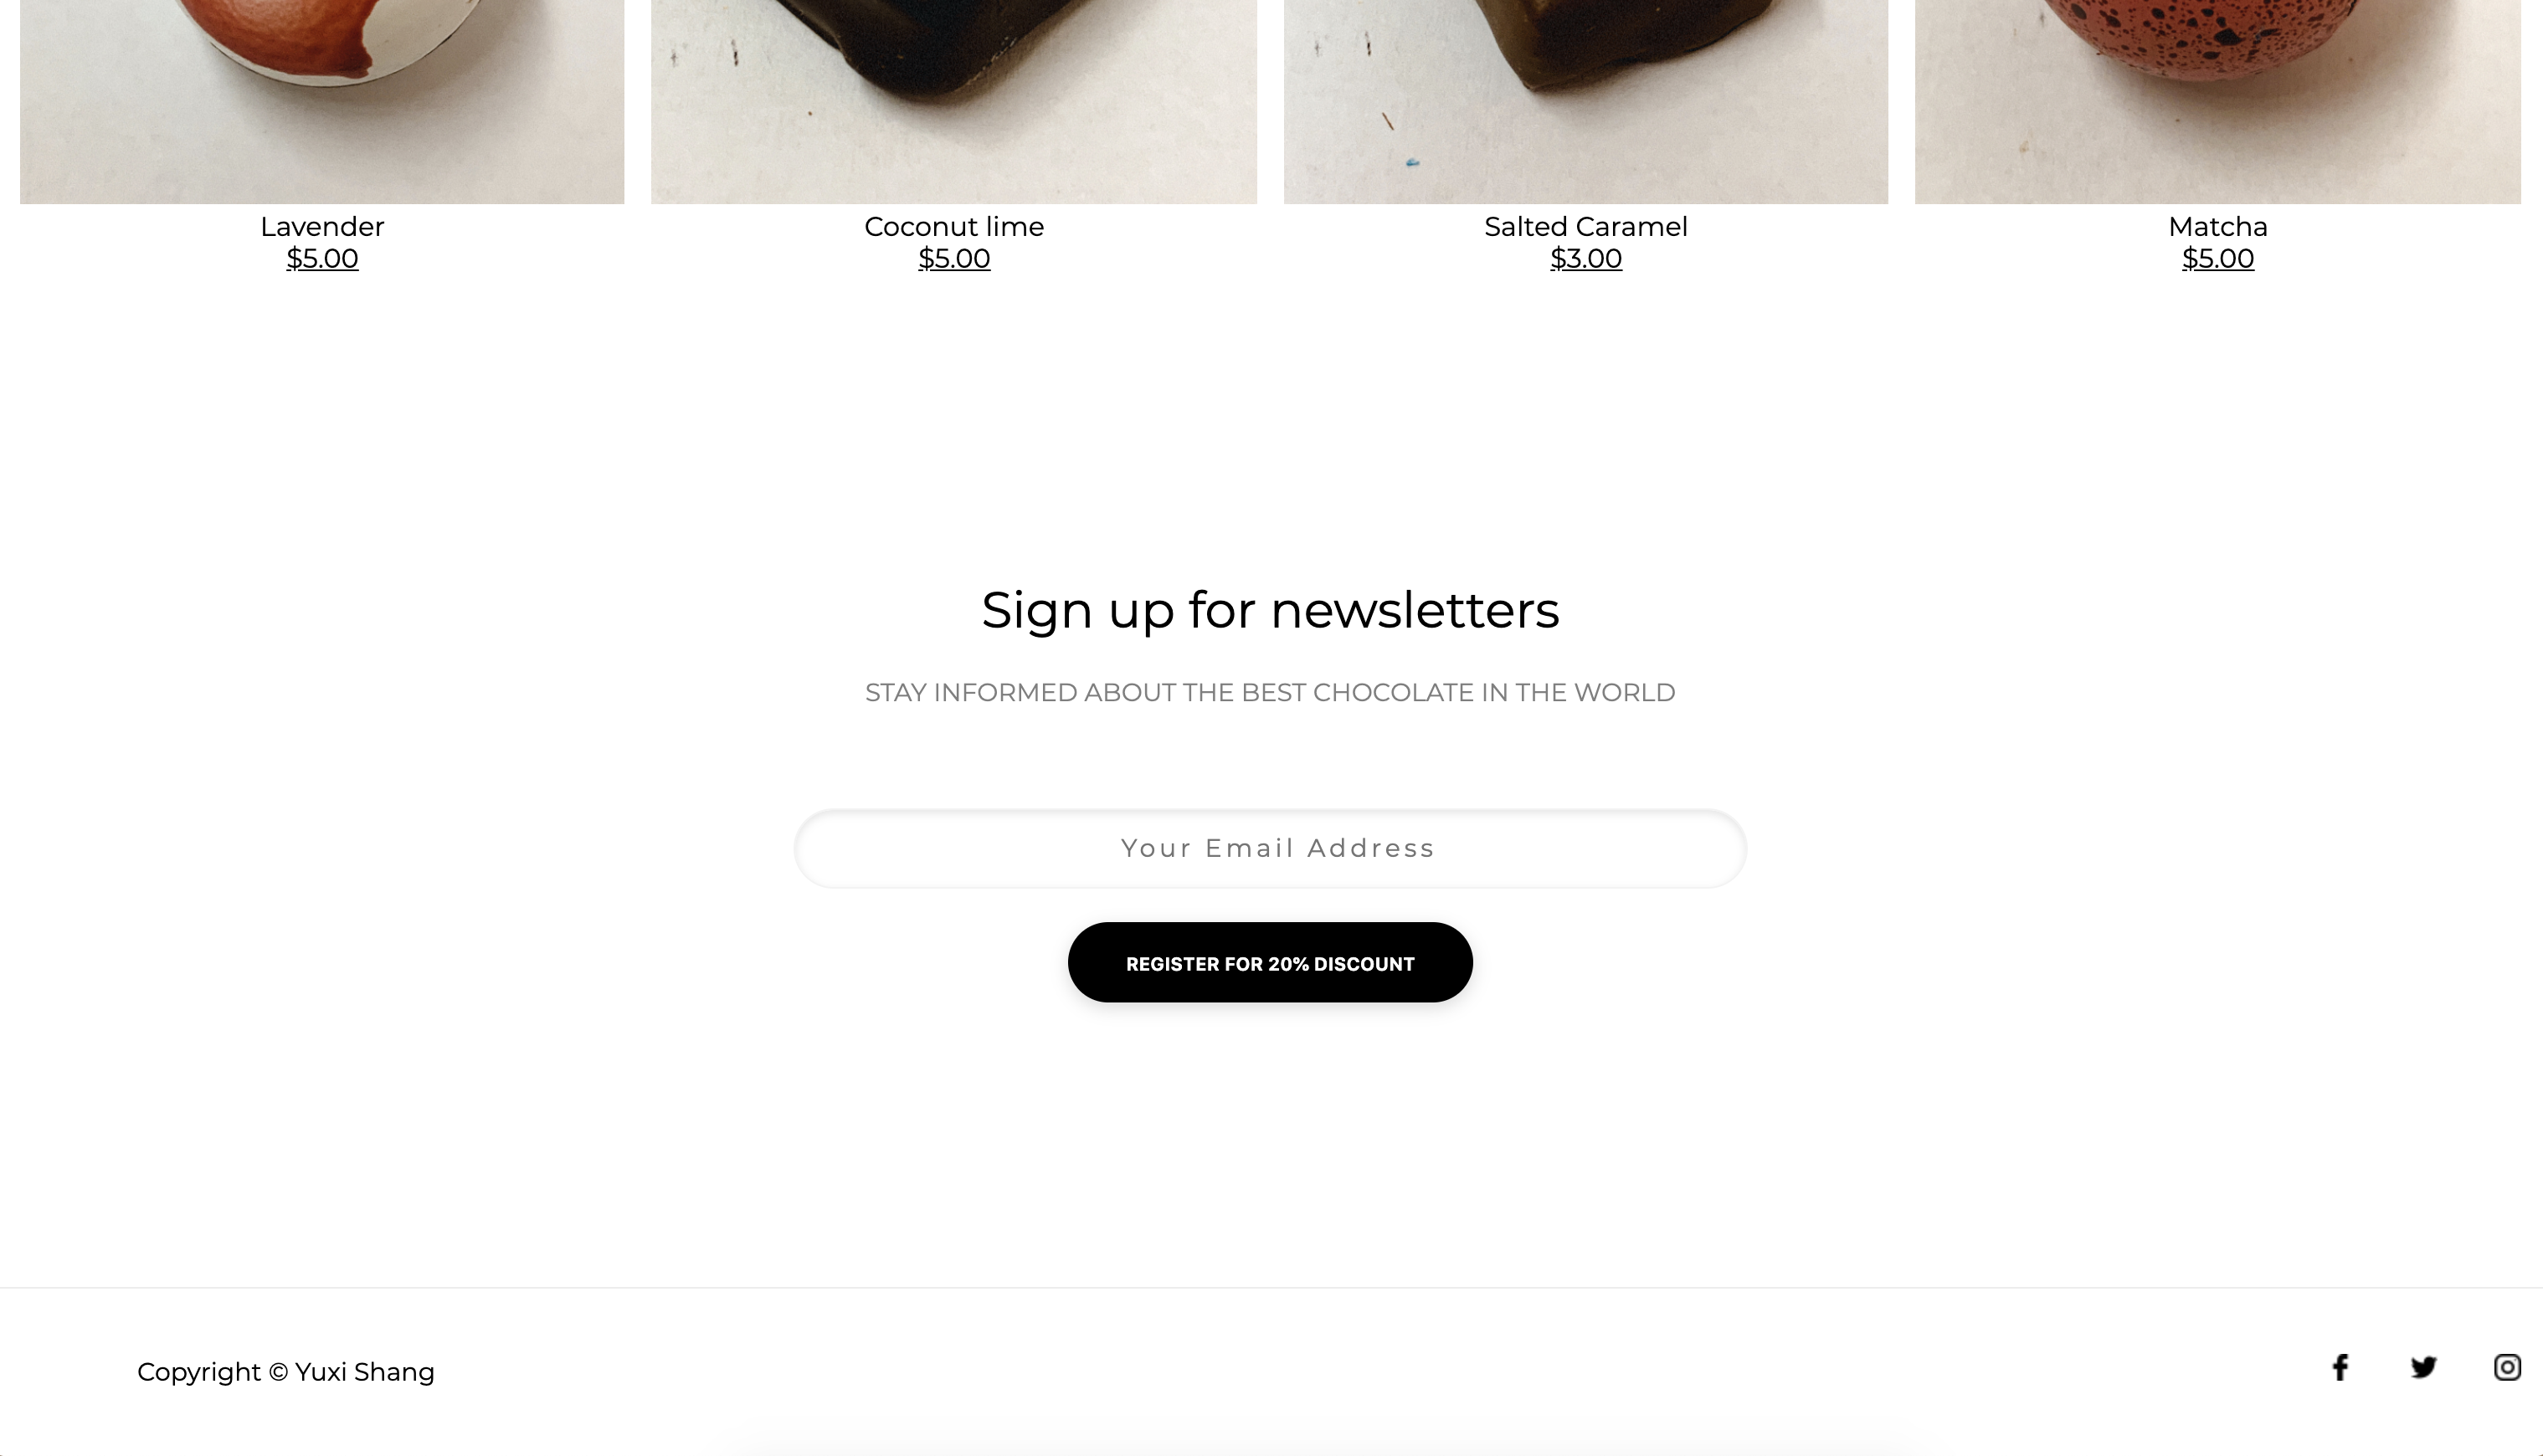 Lavender
$5.00
Coconut lime
$5.00
Salted Caramel
$3.00
Matcha
$5.00
Sign up for newsletters
STAY INFORMED ABOUT THE BEST CHOCOLATE IN THE WORLD
Your Email Address
REGISTER FOR 20% DISCOUNT
Copyright © Yuxi Shang